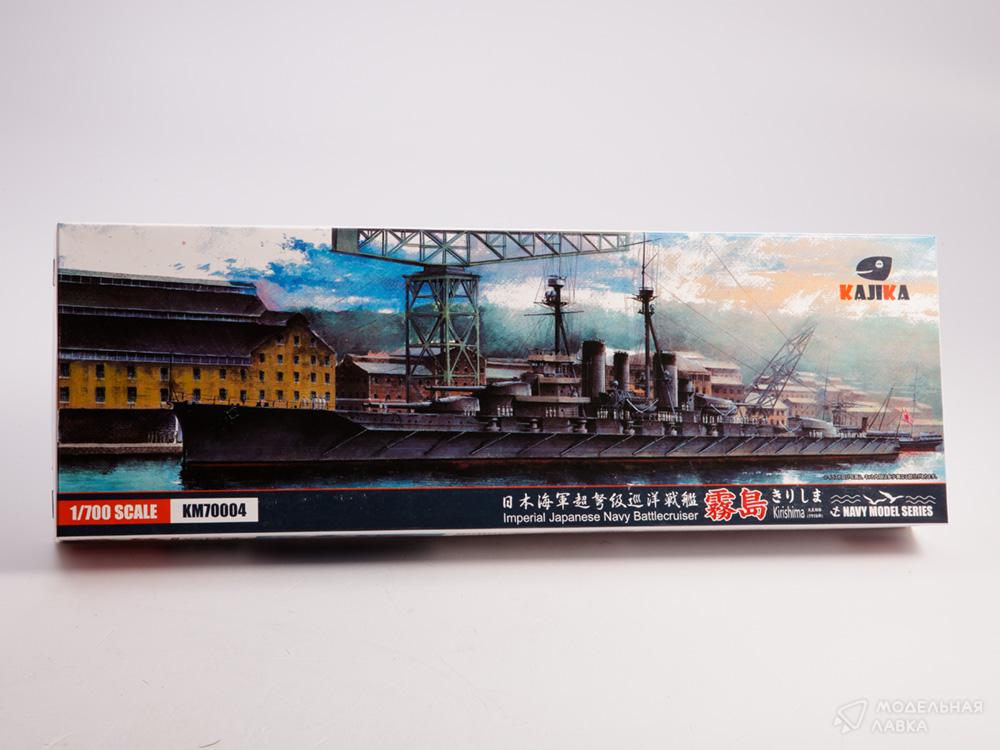 KAJIKA
1/700 SCALE
KM70004
日本海軍超弩級巡洋戦艦
Imperial Japanese Navy Battlecruiser
霧島
きりしま
Kirishima
NAVY MODEL SERIES
МОДЕЛЬНАЯ
ЛАВКА